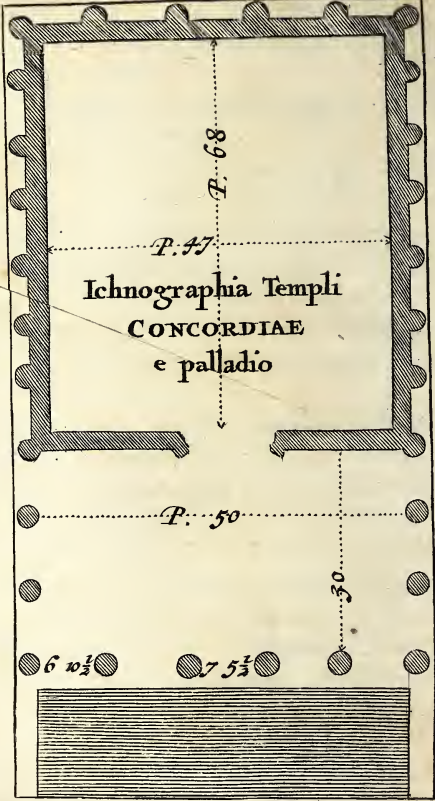 P. 68
P. 47
Ichnographia Templi
CONCORDIAE
e palladio
P. 50
30
6 10½ 7 5½